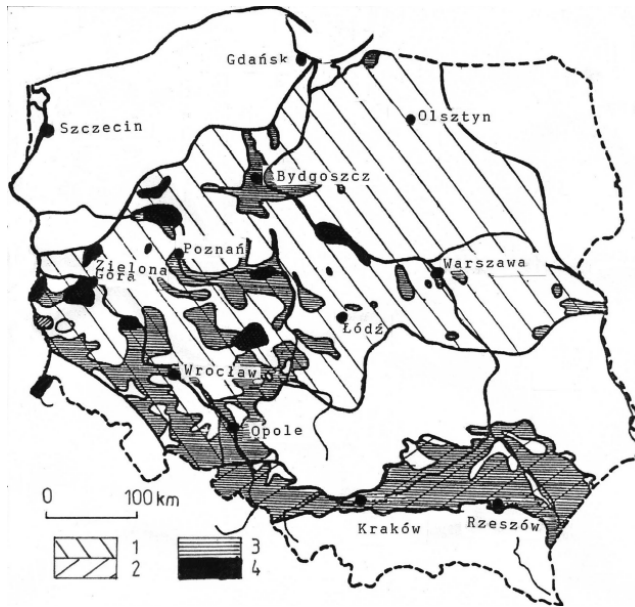 Gdańsk
Szczecin
Olsztyn
Bydgoszcz
Poznań
Zielona
Góra
Warszawa
Łódź
Wrocław
Opole
0 100 km
Kraków
Rzeszów
1 3
2 4